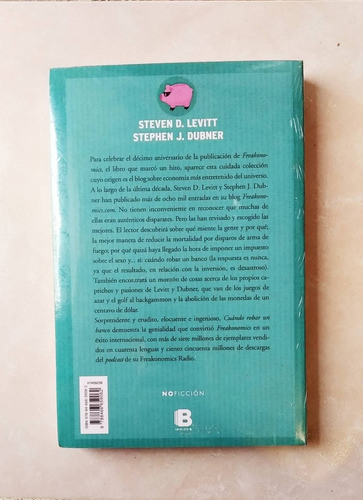 STEVEN D. LEVITT
STEPHEN J. DUBNER
Para celebrar el décimo aniversario de la publicación de Freakono-
mics, el libro que marcó un hito, aparece esta cuidada colección
cuyo origen es el blog sobre economía más entretenido del universo.
A lo largo de la última década, Steven D. Levitt y Stephen J. Dub-
ner han publicado más de ocho mil entradas en su blog Freakono-
mics.com. No tienen inconveniente en reconocer que muchas de
ellas eran auténticos disparates. Pero las han revisado y escogido las
mejores. El lector descubrirá sobre qué miente la gente y por qué;
la mejor manera de reducir la mortalidad por disparos de arma de
fuego; por qué quizá haya llegado la hora de imponer un impuesto
sobre el sexo y... sí: cuándo robar un banco (la respuesta es nunca,
ya que el resultado, en relación con la inversión, es desastroso).
También encontrará un montón de cosas acerca de los propios ca-
prichos y pasiones de Levitt y Dubner, que van de los juegos de
azar y el golf al backgammon y la abolición de las monedas de un
centavo de dólar.
Sorprendente y erudito, elocuente e ingenioso, Cuándo robar un
banco demuestra la genialidad que convirtió Freakonomics en un
éxito internacional, con más de siete millones de ejemplares vendi-
dos en cuarenta lenguas y ciento cincuenta millones de descargas
del podcast de su Freakonomics Radio.
NOFICCIÓN
B